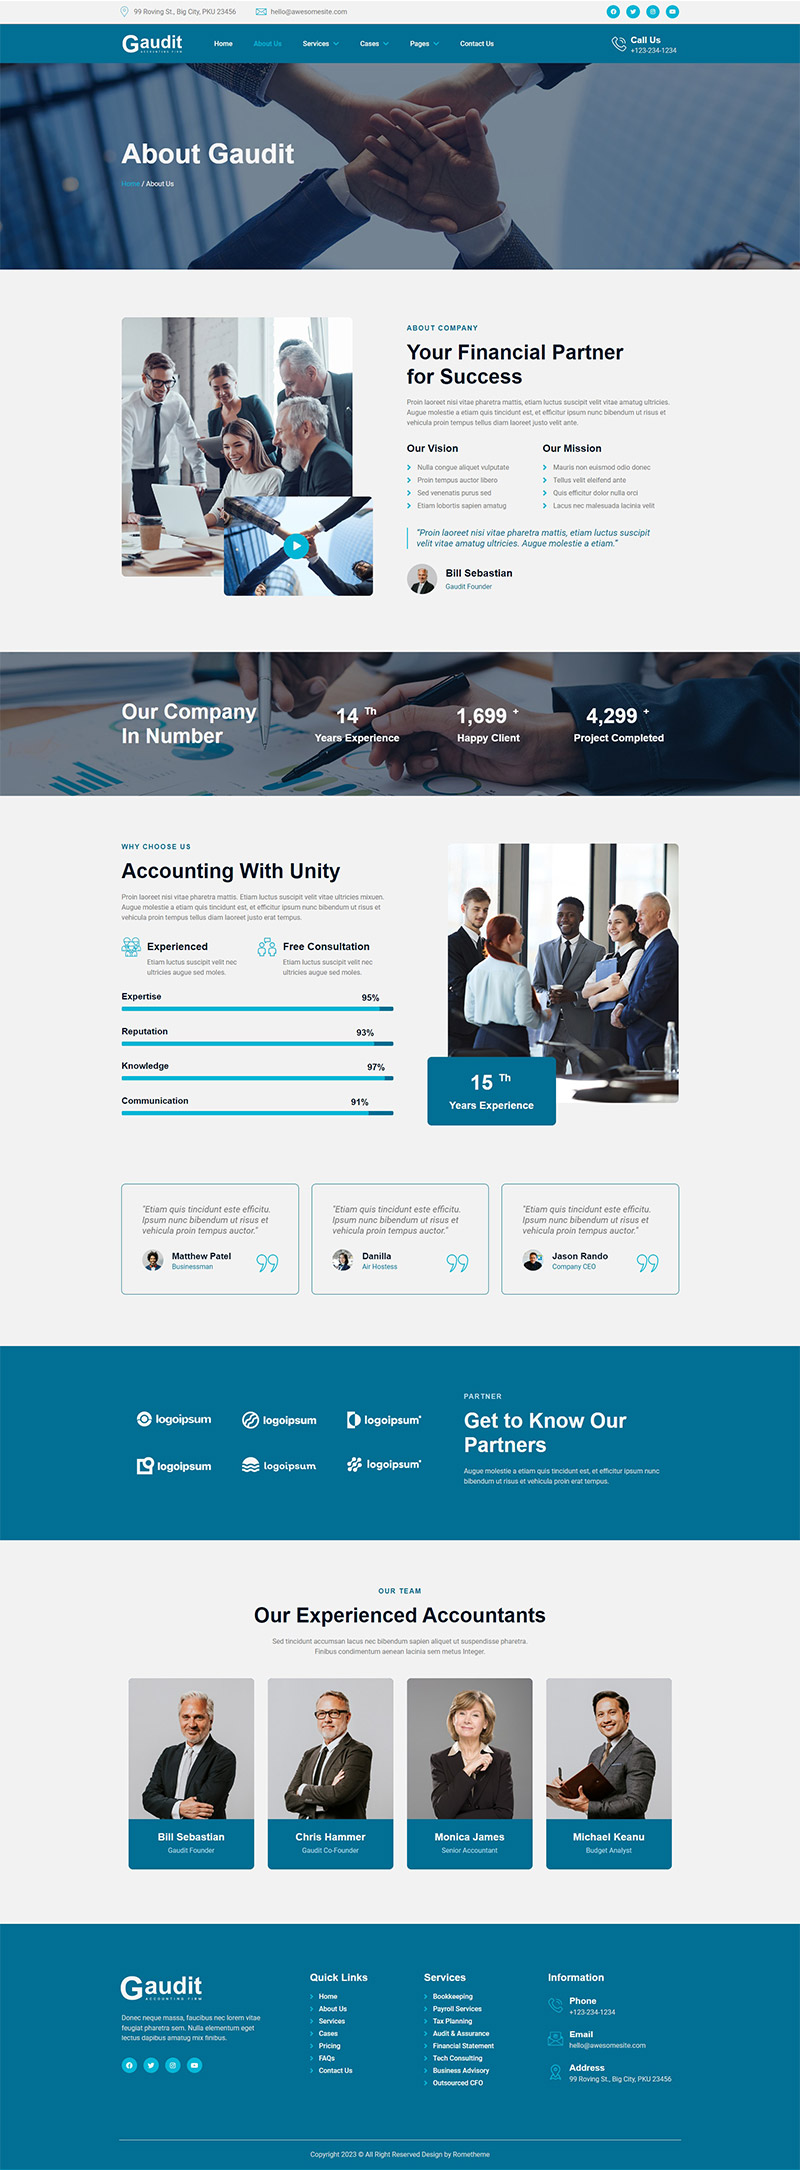 99 Roving St., Big City, PKU 23456
hello@awesomesite.com
Gaudit
ACCOUNTING FIRM
Home
About Us
Services
Cases
Pages
Contact Us
Call Us
+123-234-1234
About Gaudit
Home / About Us
ABOUT COMPANY
Your Financial Partner
for Success
Proin laoreet nisi vitae pharetra mattis, etiam luctus suscipit velit vitae amatug ultricies.
Augue molestie a etiam quis tincidunt est, et efficitur ipsum nunc bibendum ut risus et
vehicula proin tempus tellus diam laoreet justo velit ante.
Our Vision
Nulla congue aliquet vulputate
Proin tempus auctor libero
Sed venenatis purus sed
Etiam lobortis sapien amatug
Our Mission
Mauris non euismod odio donec
Tellus velit eleifend ante
Quis efficitur dolor nulla orci
Lacus nec malesuada lacinia velit
"Proin laoreet nisi vitae pharetra mattis, etiam luctus suscipit
velit vitae amatug ultricies. Augue molestie a etiam."
Bill Sebastian
Gaudit Founder
Our Company
In Number
14 Th
Years Experience
1,699 +
Happy Client
4,299 +
Project Completed
WHY CHOOSE US
Accounting With Unity
Proin laoreet nisi vitae pharetra mattis. Etiam luctus suscipit velit vitae ultricies mixuen.
Augue molestie a etiam quis tincidunt est, et efficitur ipsum nunc bibendum ut risus et
vehicula proin tempus tellus diam laoreet justo erat tempus.
Experienced
Etiam luctus suscipit velit nec
ultricies augue sed moles.
Free Consultation
Etiam luctus suscipit velit nec
ultricies augue sed moles.
Expertise 95%
Reputation 93%
Knowledge 97%
Communication 91%
15 Th
Years Experience
"Etiam quis tincidunt este efficitu.
Ipsum nunc bibendum ut risus et
vehicula proin tempus auctor."
Matthew Patel
Businessman
"Etiam quis tincidunt este efficitu.
Ipsum nunc bibendum ut risus et
vehicula proin tempus auctor."
Danilla
Air Hostess
"Etiam quis tincidunt este efficitu.
Ipsum nunc bibendum ut risus et
vehicula proin tempus auctor."
Jason Rando
Company CEO
logoipsum
logoipsum
logoipsum
logoipsum
logoipsum
logoipsum
PARTNER
Get to Know Our
Partners
Augue molestie a etiam quis tincidunt est, et efficitur ipsum nunc
bibendum ut risus et vehicula proin erat tempus.
OUR TEAM
Our Experienced Accountants
Sed tincidunt accumsan lacus nec bibendum sapien aliquet ut suspendisse pharetra.
Finibus condimentum aenean lacinia sem metus Integer.
Bill Sebastian
Gaudit Founder
Chris Hammer
Gaudit Co-Founder
Monica James
Senior Accountant
Michael Keanu
Budget Analyst
Gaudit
ACCOUNTING FIRM
Donec neque massa, faucibus nec lorem vitae
feugiat pharetra sem. Nulla elementum eget
lectus dapibus amatug mix finibus.
Quick Links
Home
About Us
Services
Cases
Pricing
FAQs
Contact Us
Services
Bookkeeping
Payroll Services
Tax Planning
Audit & Assurance
Financial Statement
Tech Consulting
Business Advisory
Outsourced CFO
Information
Phone
+123-234-1234
Email
hello@awesomesite.com
Address
99 Roving St., Big City, PKU 23456
Copyright 2023 © All Right Reserved Design by Rometheme